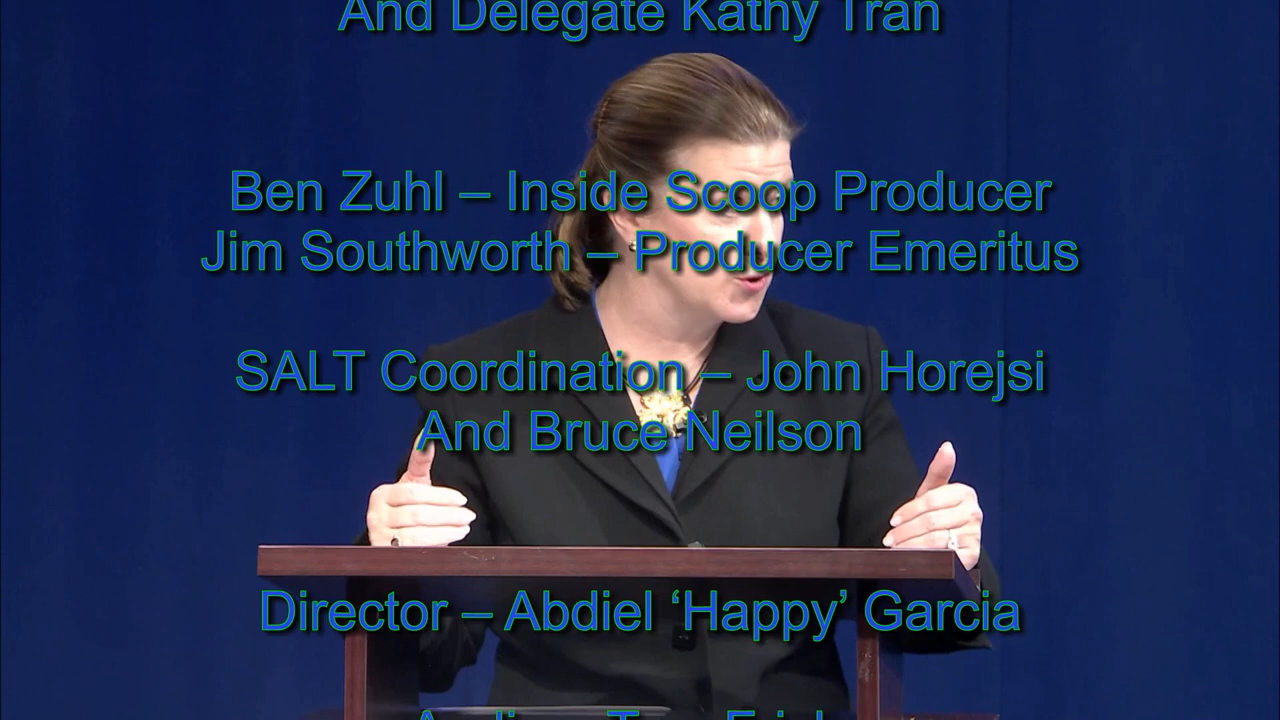 And Delegate Kathy Tran
Ben Zuhl – Inside Scoop Producer
Jim Southworth – Producer Emeritus
SALT Coordination – John Horejsi
And Bruce Neilson
Director – Abdiel ‘Happy’ Garcia